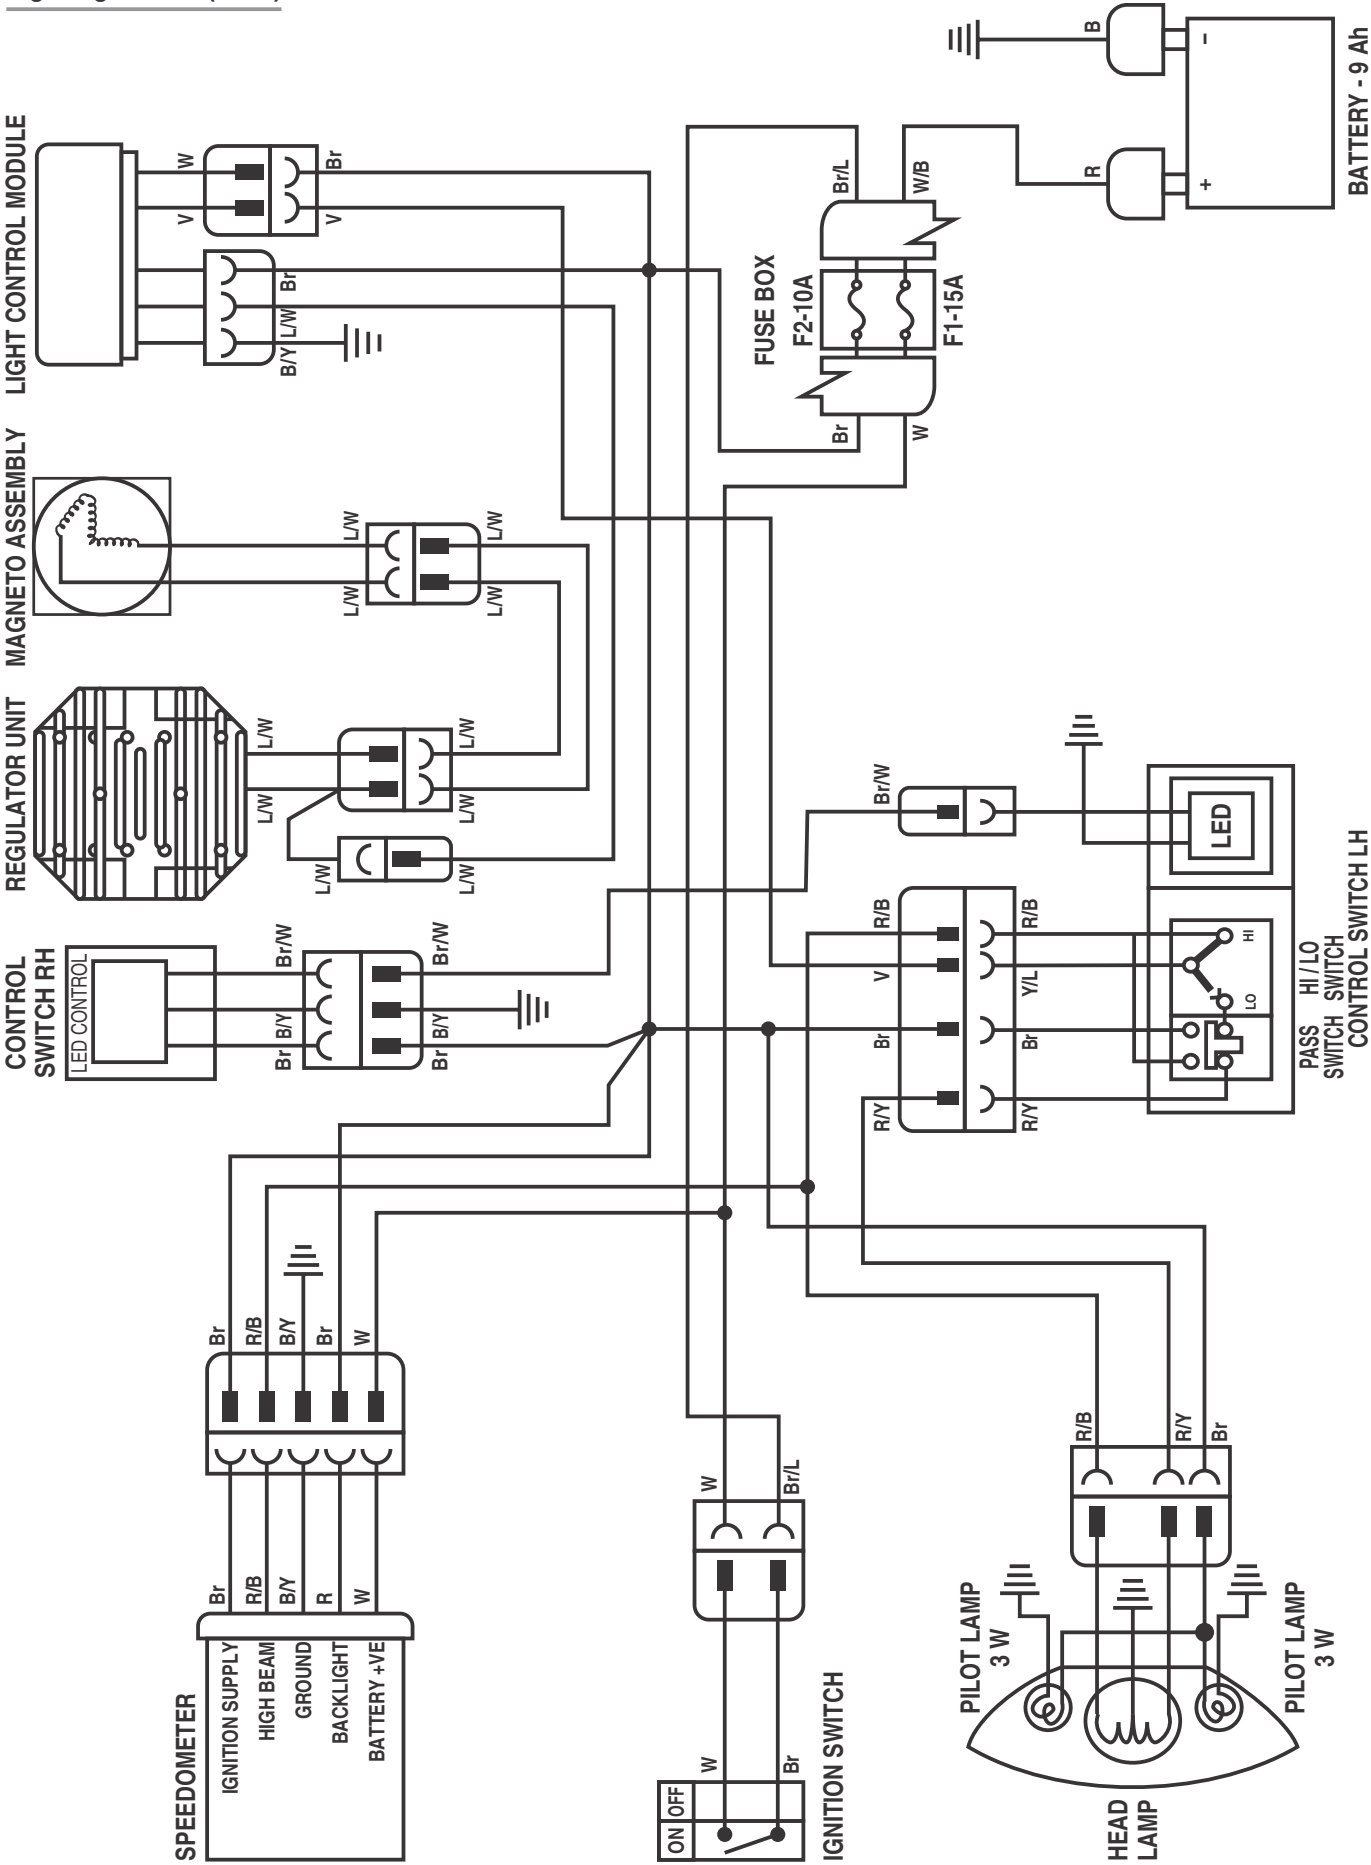 LIGHT CONTROL MODULE
W
V
Br
V
Br
L/W
B/Y
MAGNETO ASSEMBLY
L/W
L/W
L/W
L/W
REGULATOR UNIT
L/W
L/W
L/W
L/W
L/W
L/W
CONTROL
SWITCH RH
LED CONTROL
Br/W
B/Y
Br
Br/W
B/Y
Br
SPEEDOMETER
IGNITION SUPPLY
HIGH BEAM
GROUND
BACKLIGHT
BATTERY +VE
Br
R/B
B/Y
R
W
Br
R/B
B/Y
Br
W
B
-
R
+
BATTERY - 9 Ah
Br/L
W/B
FUSE BOX
F2-10A
F1-15A
Br
W
Br/W
LED
R/B
V
Br
R/Y
R/B
Y/L
Br
R/Y
HI
LO
PASS
SWITCH
HI / LO
SWITCH
CONTROL SWITCH LH
W
Br/L
W
Br
ON
OFF
IGNITION SWITCH
R/B
R/Y
Br
PILOT LAMP
3 W
PILOT LAMP
3 W
HEAD
LAMP